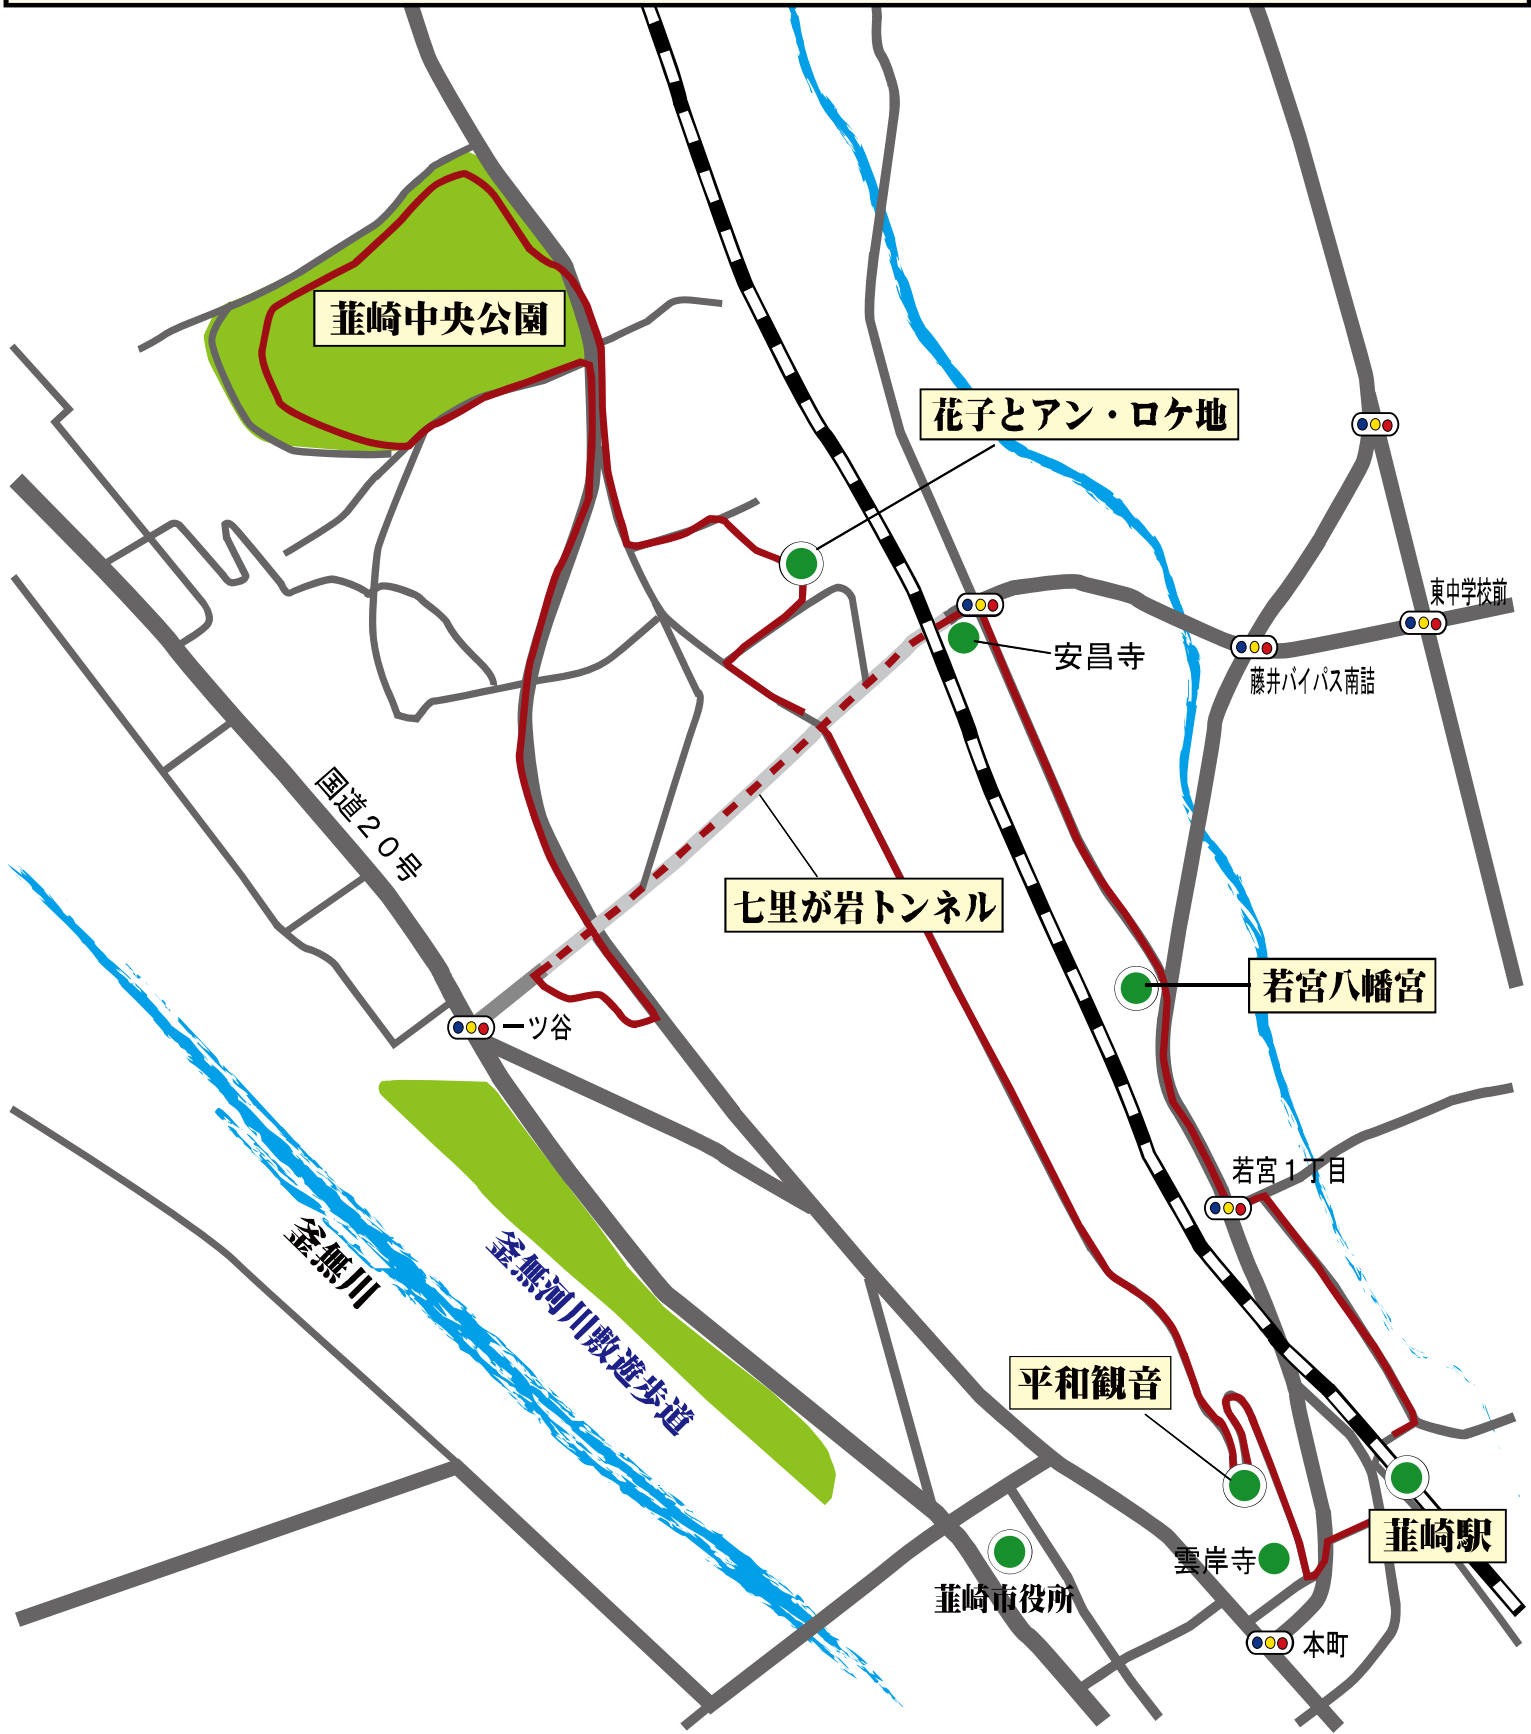 韮崎中央公園
花子とアン・ロケ地
東中学校前
安昌寺
藤井バイパス南詰
国道２０号
七里が岩トンネル
若宮八幡宮
一ツ谷
若宮１丁目
釜無川
釜無河川敷遊歩道
平和観音
韮崎駅
雲岸寺
韮崎市役所
本町